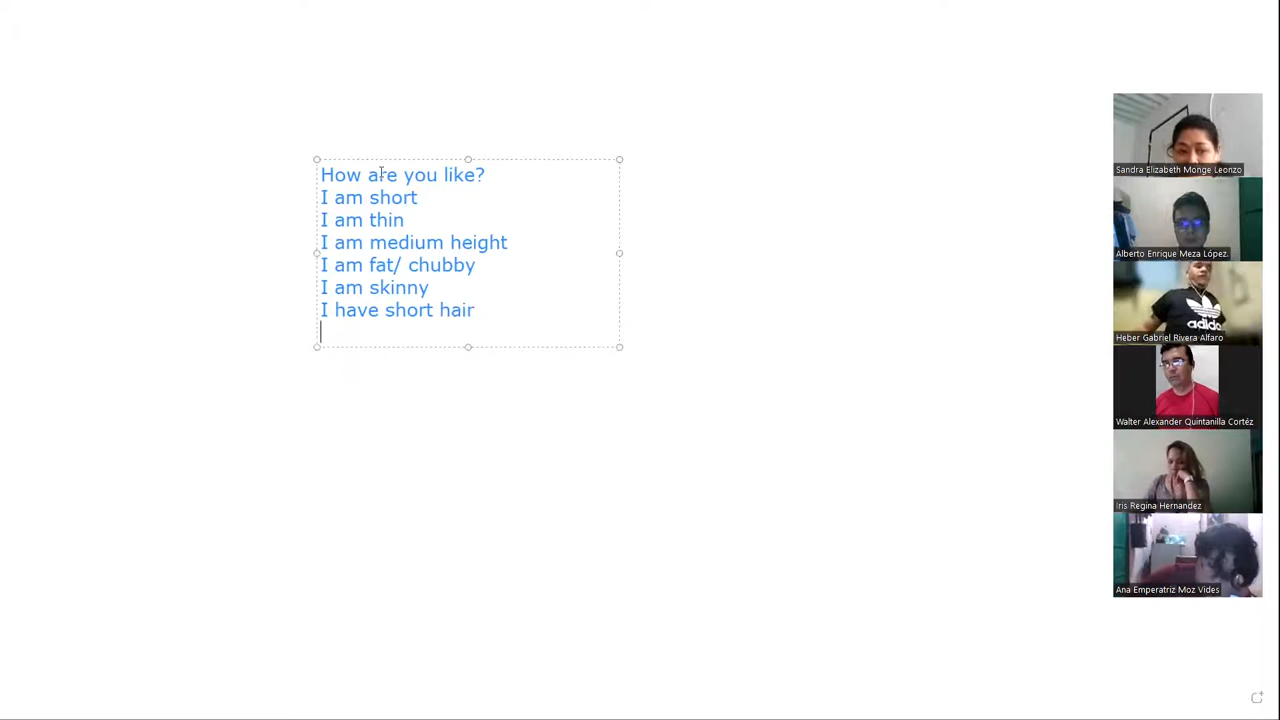 How are you like?
I am short
I am thin
I am medium height
I am fat/ chubby
I am skinny
I have short hair
Sandra Elizabeth Monge Leonzo
Alberto Enrique Meza López.
adidas
Heber Gabriel Rivera Alfaro
Walter Alexander Quintanilla Cortéz
Iris Regina Hernandez
Ana Emperatriz Moz Vides